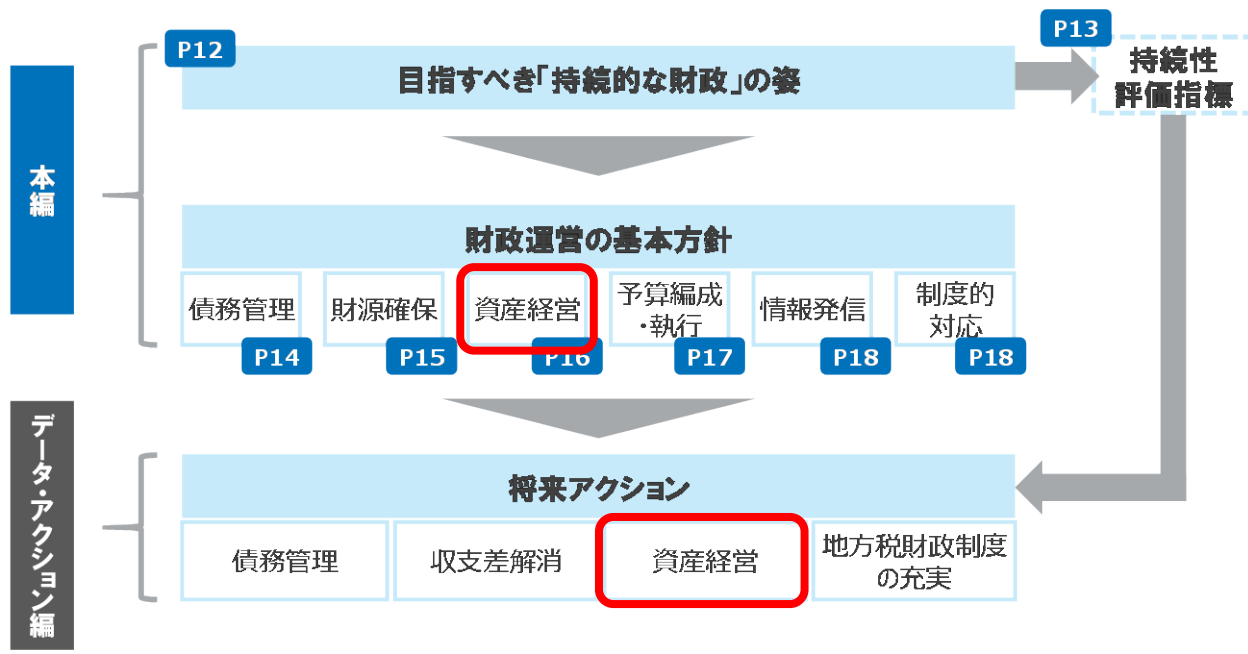 P12
P13
目指すべき「持続的な財政」の姿
持続性
評価指標
本編
財政運営の基本方針
債務管理
財源確保
資産経営
予算編成
・執行
情報発信
制度的
対応
P14
P15
P16
P17
P18
P18
データ・アクション編
将来アクション
債務管理
収支差解消
資産経営
地方税財政制度
の充実